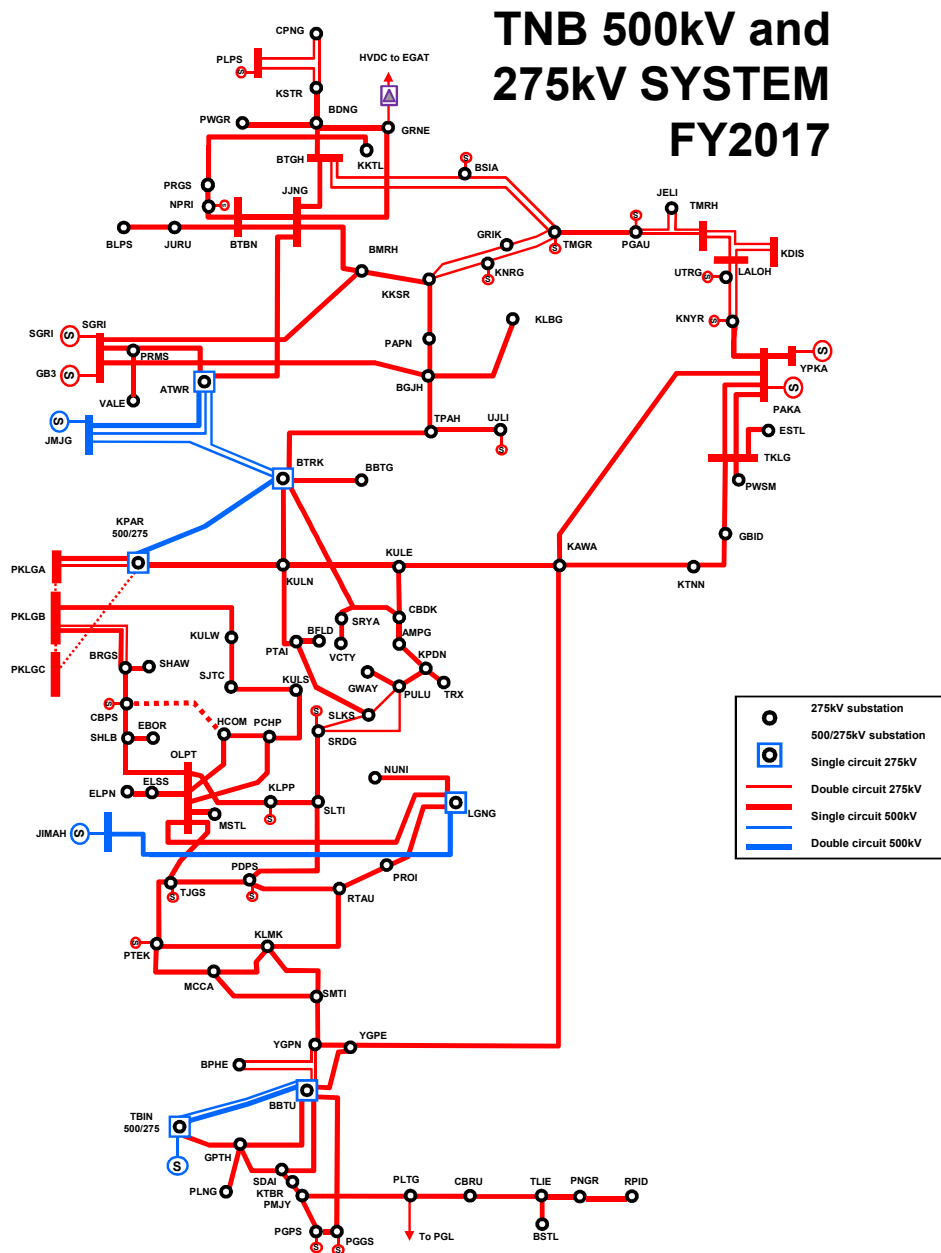 TNB 500kV and
275kV SYSTEM
FY2017
CPNG
PLPS
S
HVDC to EGAT
KSTR
BDNG
PWGR
GRNE
BTGH
KKTL
S
BSIA
PRGS
NPRI
S
JJNG
JELI
TMRH
S
BLPS
JURU
BTBN
GRIK
TMGR
S
PGAU
KDIS
BMRH
KNRG
S
UTRG
S
LALOH
KKSR
SGRI
S
SGRI
KNYR
S
KLBG
PRMS
PAPN
S
YPKA
GB3
S
ATWR
BGJH
S
PAKA
VALE
TPAH
UJLI
S
ESTL
S
JMJG
BTRK
BBTG
TKLG
PWSM
KPAR
500/275
GBID
PKLGA
KULN
KULE
KAWA
KTNN
PKLGB
SRYA
CBDK
KULW
BFLD
AMPG
PTAI
VCTY
BRGS
SHAW
KPDN
PKLGC
SJTC
KULS
GWAY
PULU
TRX
CBPS
S
S
SLKS
EBOR
HCOM
PCHP
SRDG
SHLB
OLPT
NUNI
ELSS
KLPP
ELPN
S
SLTI
LGNG
MSTL
JIMAH
S
PDPS
PROI
TJGS
S
S
RTAU
S
PTEK
KLMK
MCCA
SMTI
YGPN
YGPE
BPHE
BBTU
TBIN
500/275
S
GPTH
PLNG
SDAI
KTBR
PMJY
PLTG
CBRU
TLIE
PNGR
RPID
PGPS
S
PGGS
S
To PGL
BSTL
275kV substation
500/275kV substation
Single circuit 275kV
Double circuit 275kV
Single circuit 500kV
Double circuit 500kV